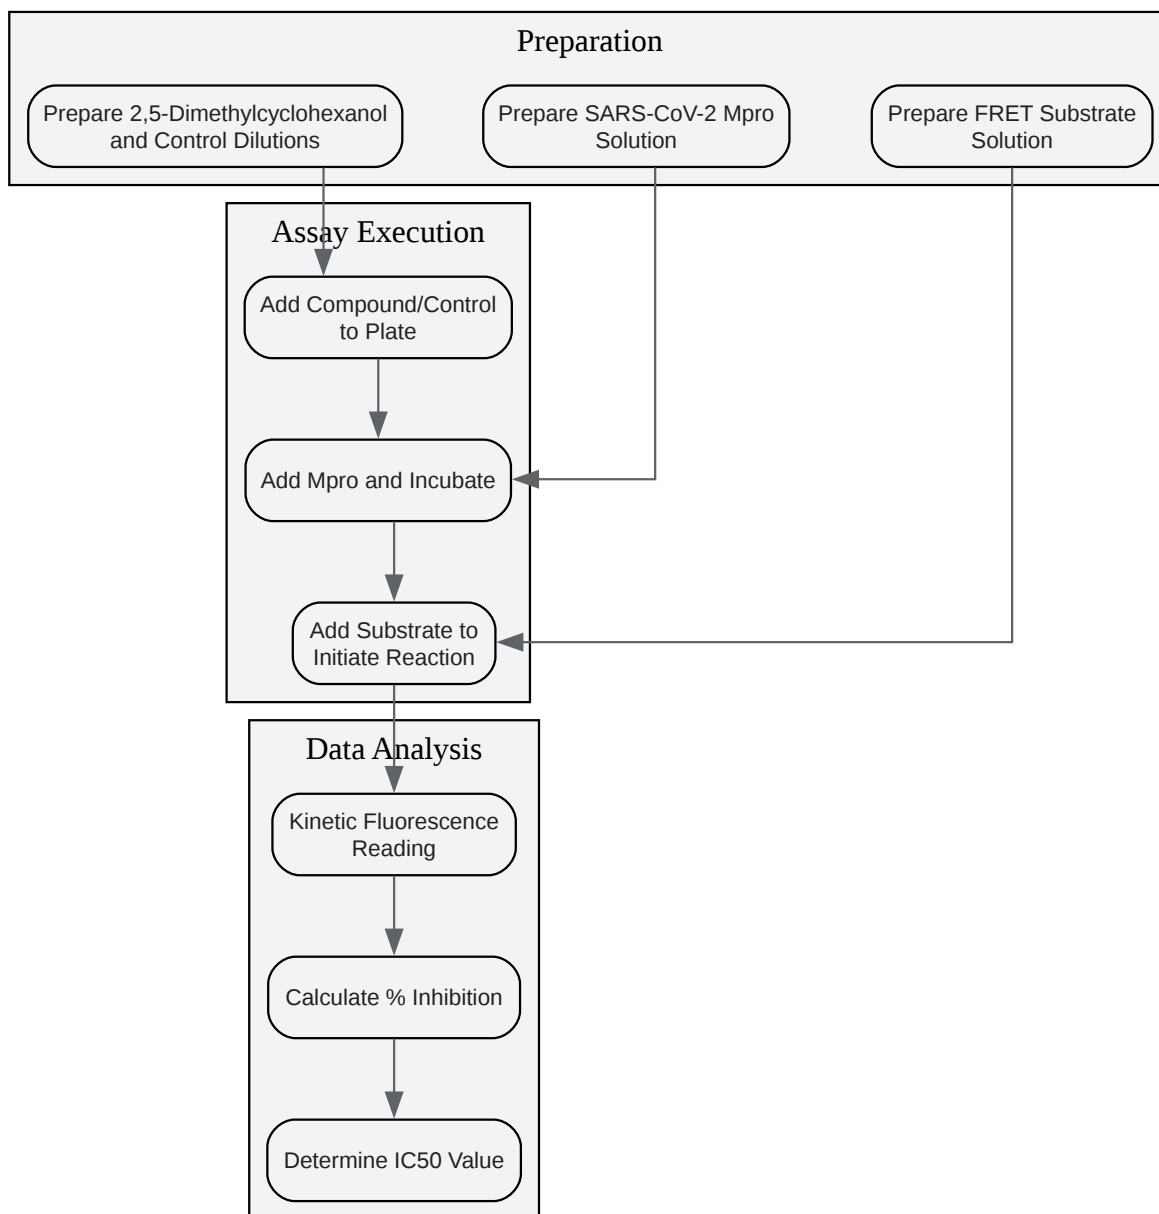 Preparation
Prepare 2,5-Dimethylcyclohexanol
and Control Dilutions
Prepare SARS-CoV-2 Mpro
Solution
Prepare FRET Substrate
Solution
Assay Execution
Add Compound/Control
to Plate
Add Mpro and Incubate
Add Substrate to
Initiate Reaction
Data Analysis
Kinetic Fluorescence
Reading
Calculate % Inhibition
Determine IC50 Value